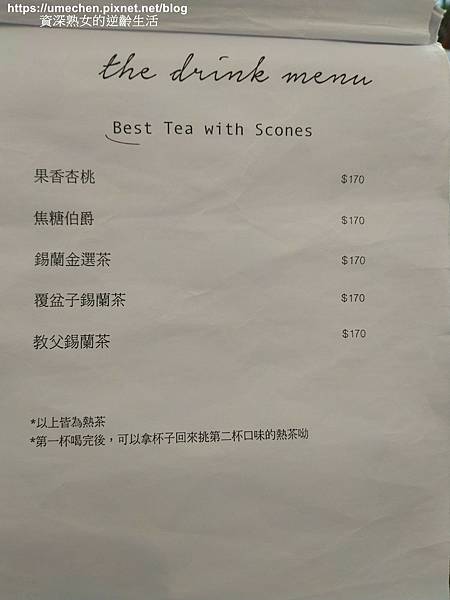 https://umechen.pixnet.net/blog
資深熟女的逆齡生活
the drink menu
Best Tea with Scones
果香杏桃 $170
焦糖伯爵 $170
錫蘭金選茶 $170
覆盆子錫蘭茶 $170
教父錫蘭茶 $170
*以上皆為熱茶
*第一杯喝完後，可以拿杯子回來挑第二杯口味的熱茶呦